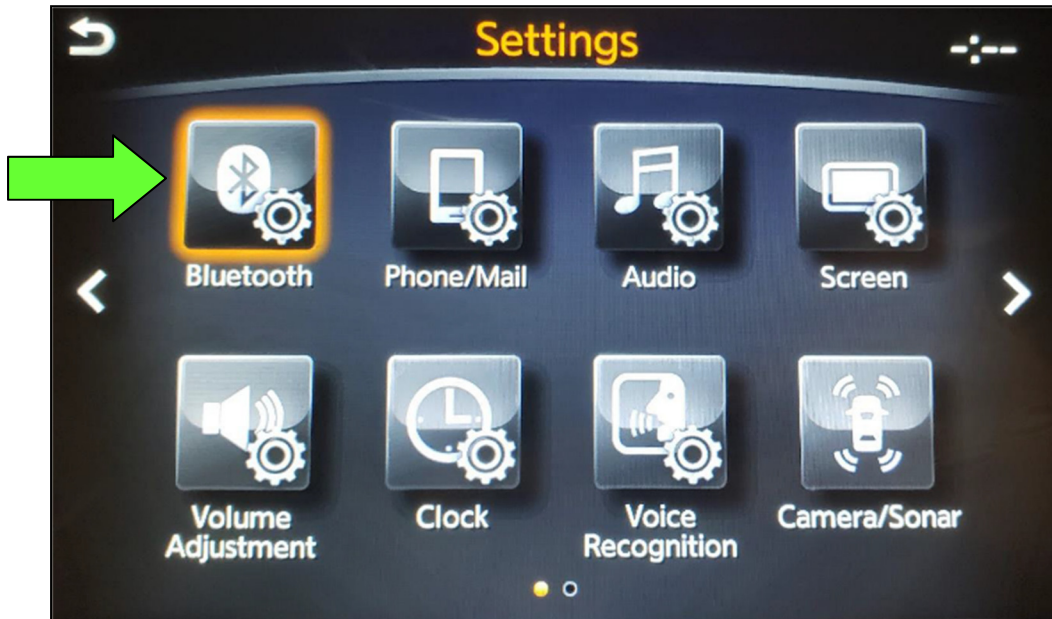 Settings
-:--
Bluetooth
Phone/Mail
Audio
Screen
Volume
Adjustment
Clock
Voice
Recognition
Camera/Sonar